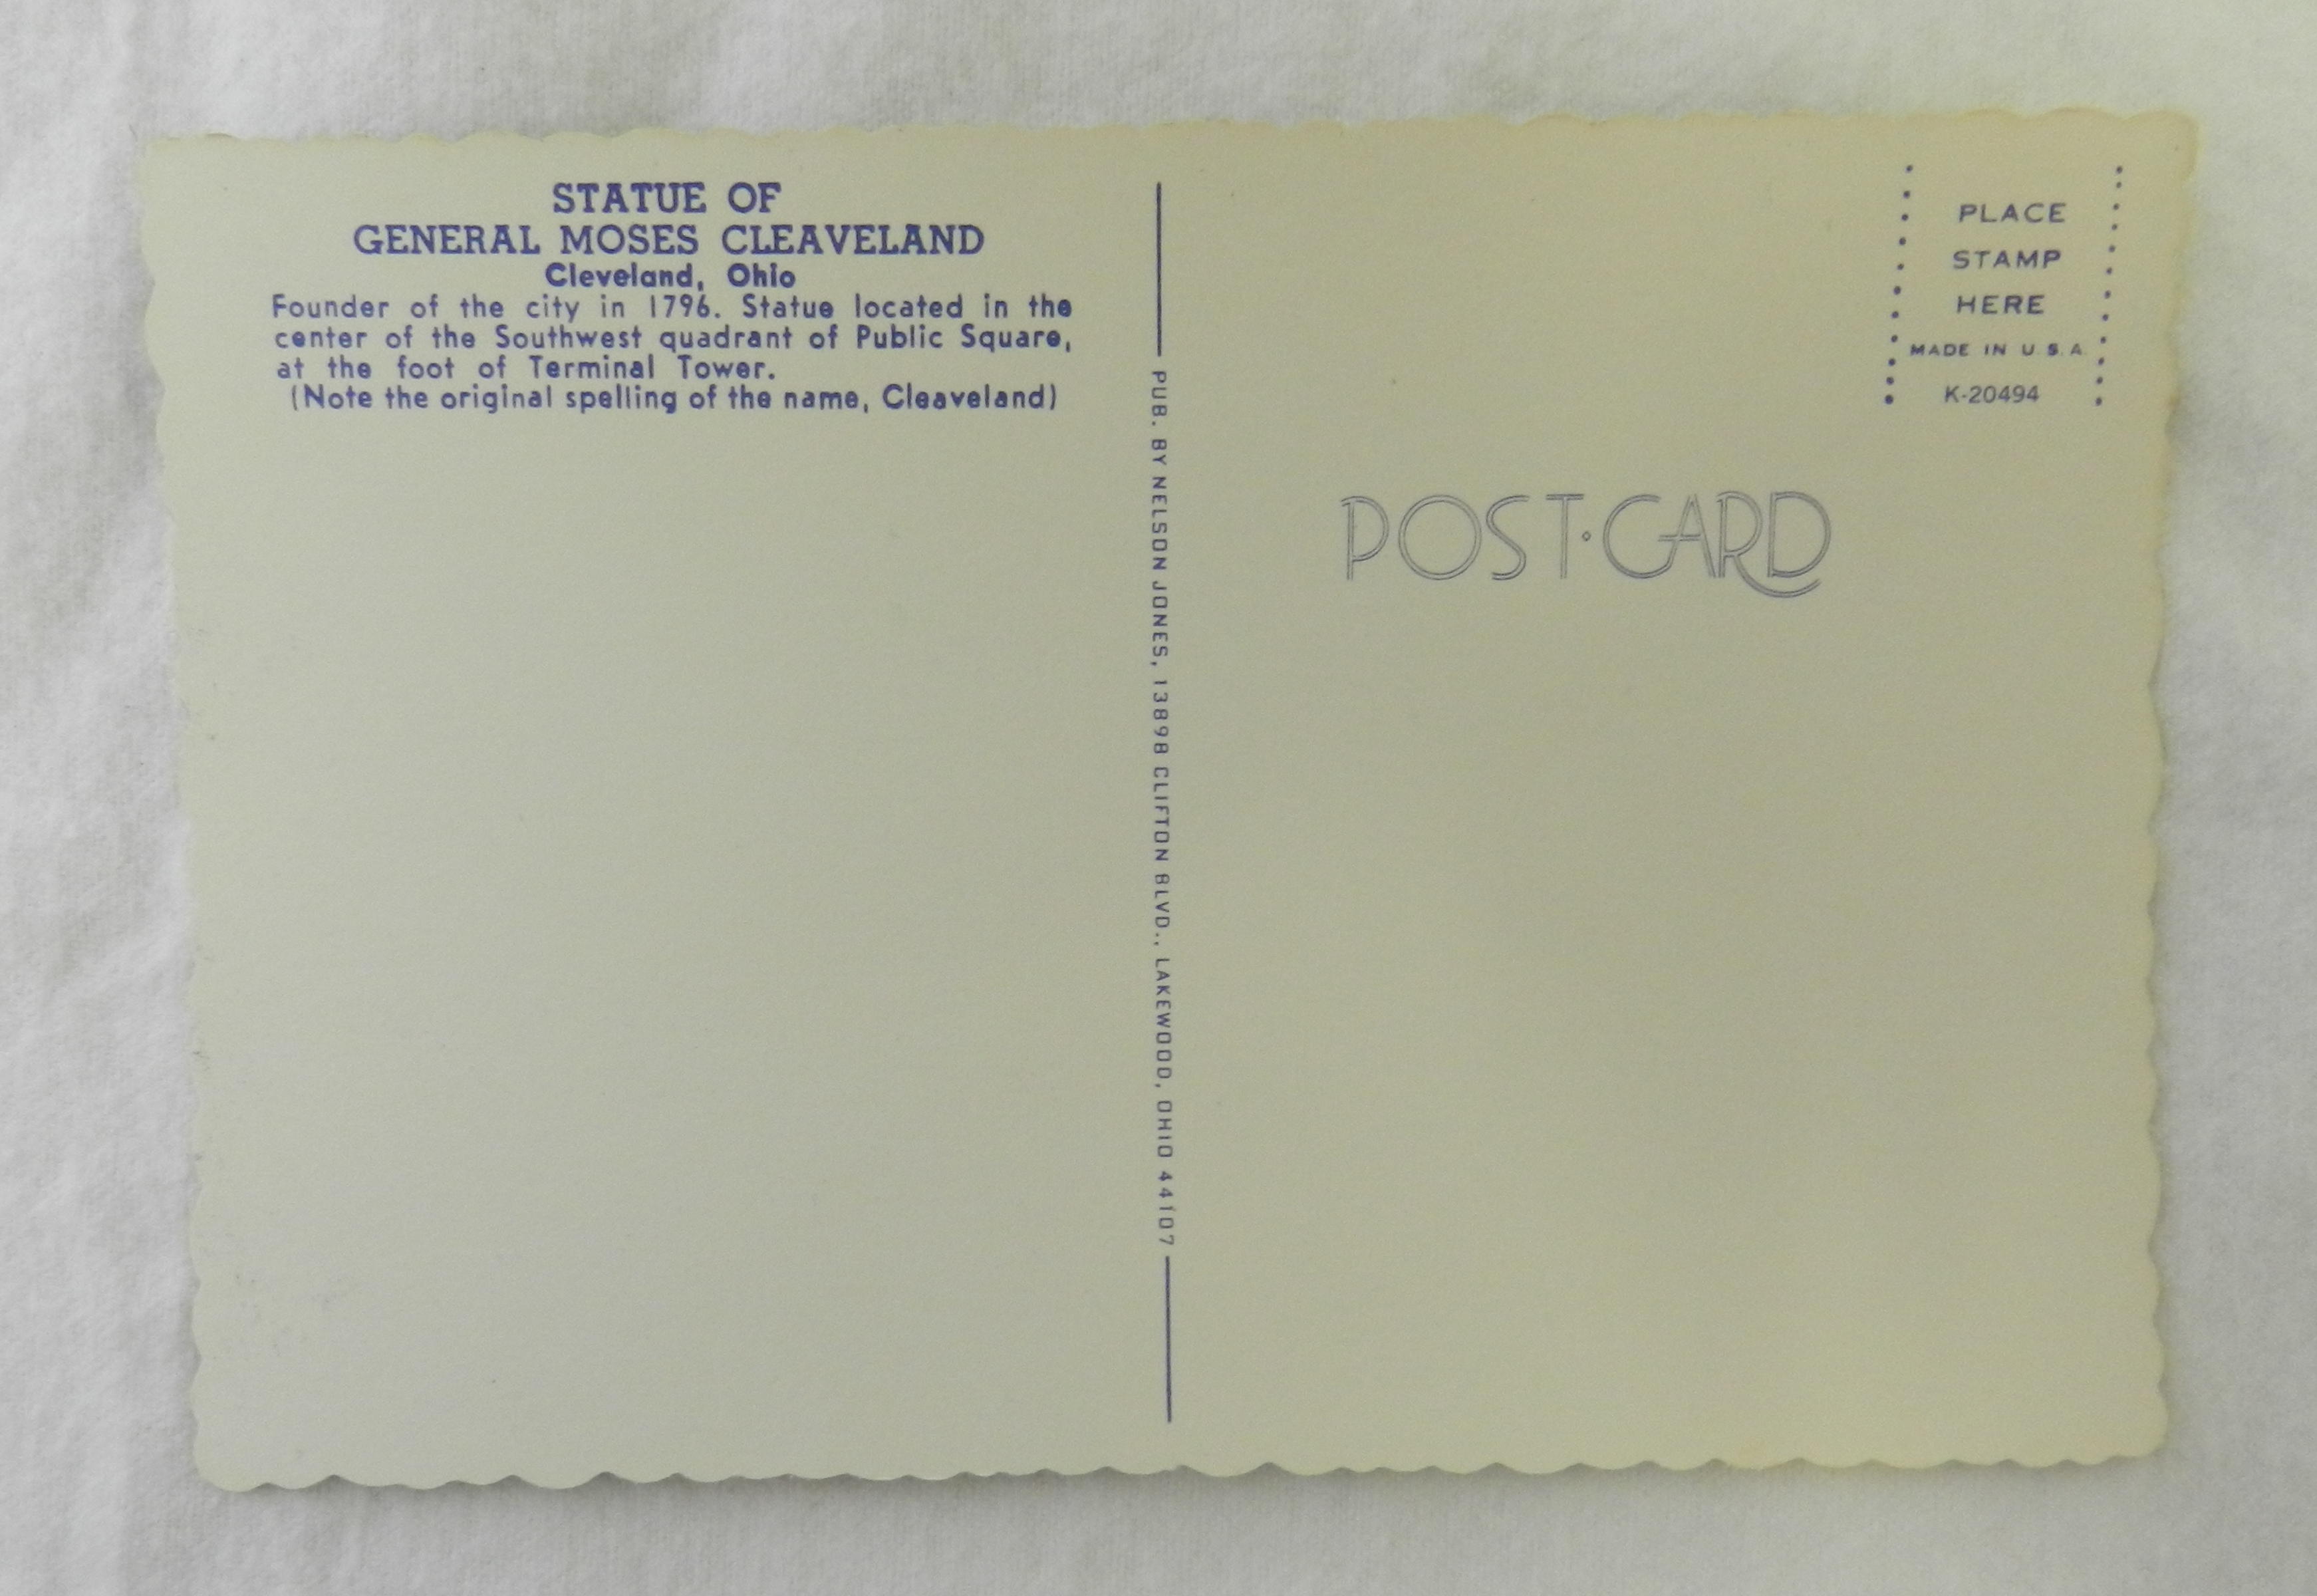 STATUE OF
GENERAL MOSES CLEAVELAND
Cleveland, Ohio
Founder of the city in 1796. Statue located in the
center of the Southwest quadrant of Public Square,
at the foot of Terminal Tower.
(Note the original spelling of the name, Cleaveland)
PUB. BY NELSON JONES, 13898 CLIFTON BLVD., LAKEWOOD, OHIO 44107
PLACE
STAMP
HERE
MADE IN U.S.A.
K-20494
POST·CARD